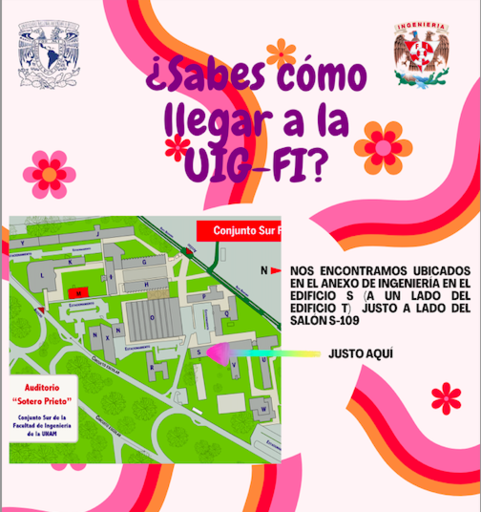 INGENIERIA
¿Sabes cómo
llegar a la
UIG-FI?
Conjunto Sur F
N
NOS ENCONTRAMOS UBICADOS
EN EL ANEXO DE INGENIERÍA EN EL
EDIFICIO S (A UN LADO DEL
EDIFICIO T) JUSTO A LADO DEL
SALON S-109
JUSTO AQUÍ
Y
J
L
K
G
H
I
M
D
F
P
Q
N
X
N
R
S
V
W
Auditorio
"Sotero Prieto"
Conjunto Sur de la
Facultad de Ingeniería
de la UNAM